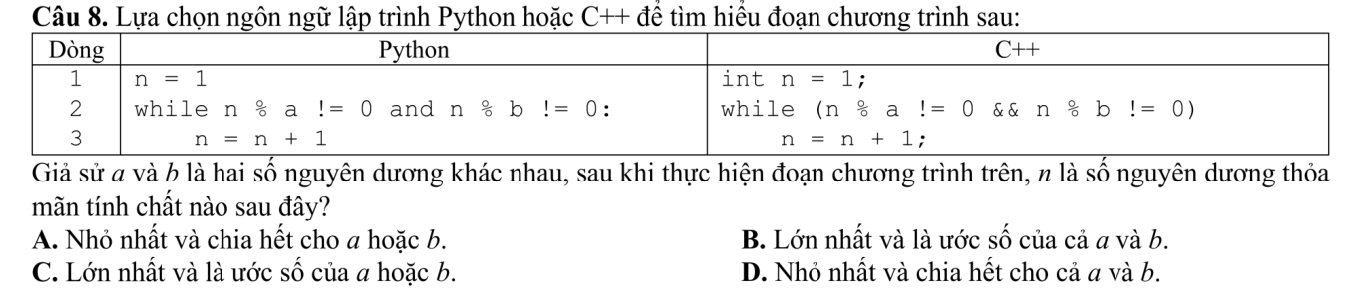 Câu 8. Lựa chọn ngôn ngữ lập trình Python hoặc C++ để tìm hiểu đoạn chương trình sau:
Dòng Python C++
1 n = 1 int n = 1;
2 while n % a != 0 and n % b != 0: while (n % a != 0 && n % b != 0)
3 n = n + 1 n = n + 1;
Giả sử a và b là hai số nguyên dương khác nhau, sau khi thực hiện đoạn chương trình trên, n là số nguyên dương thỏa
mãn tính chất nào sau đây?
A. Nhỏ nhất và chia hết cho a hoặc b. B. Lớn nhất và là ước số của cả a và b.
C. Lớn nhất và là ước số của a hoặc b. D. Nhỏ nhất và chia hết cho cả a và b.